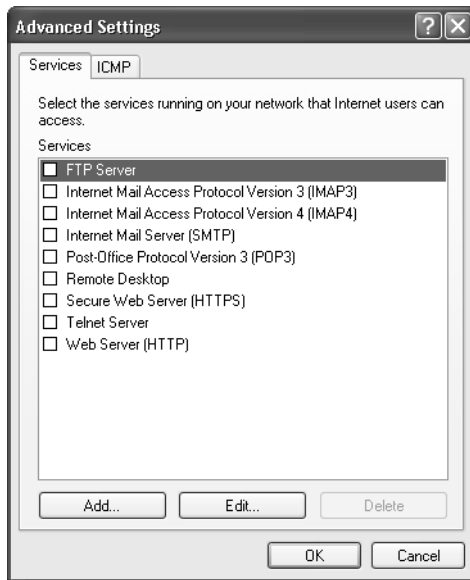 Advanced Settings
Services ICMP
Select the services running on your network that Internet users can
access.
Services
FTP Server
Internet Mail Access Protocol Version 3 (IMAP3)
Internet Mail Access Protocol Version 4 (IMAP4)
Internet Mail Server (SMTP)
Post-Office Protocol Version 3 (POP3)
Remote Desktop
Secure Web Server (HTTPS)
Telnet Server
Web Server (HTTP)
Add... Edit... Delete
OK Cancel